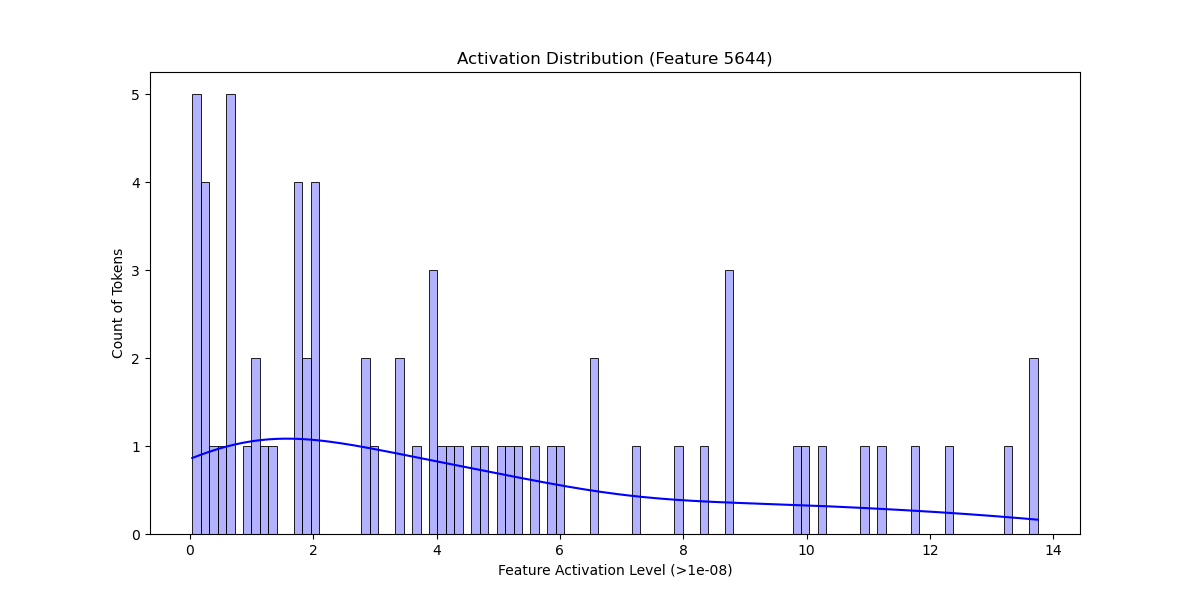 Activation Distribution (Feature 5644)
Count of Tokens
5
4
3
2
1
0
0 2 4 6 8 10 12 14
Feature Activation Level (>1e-08)